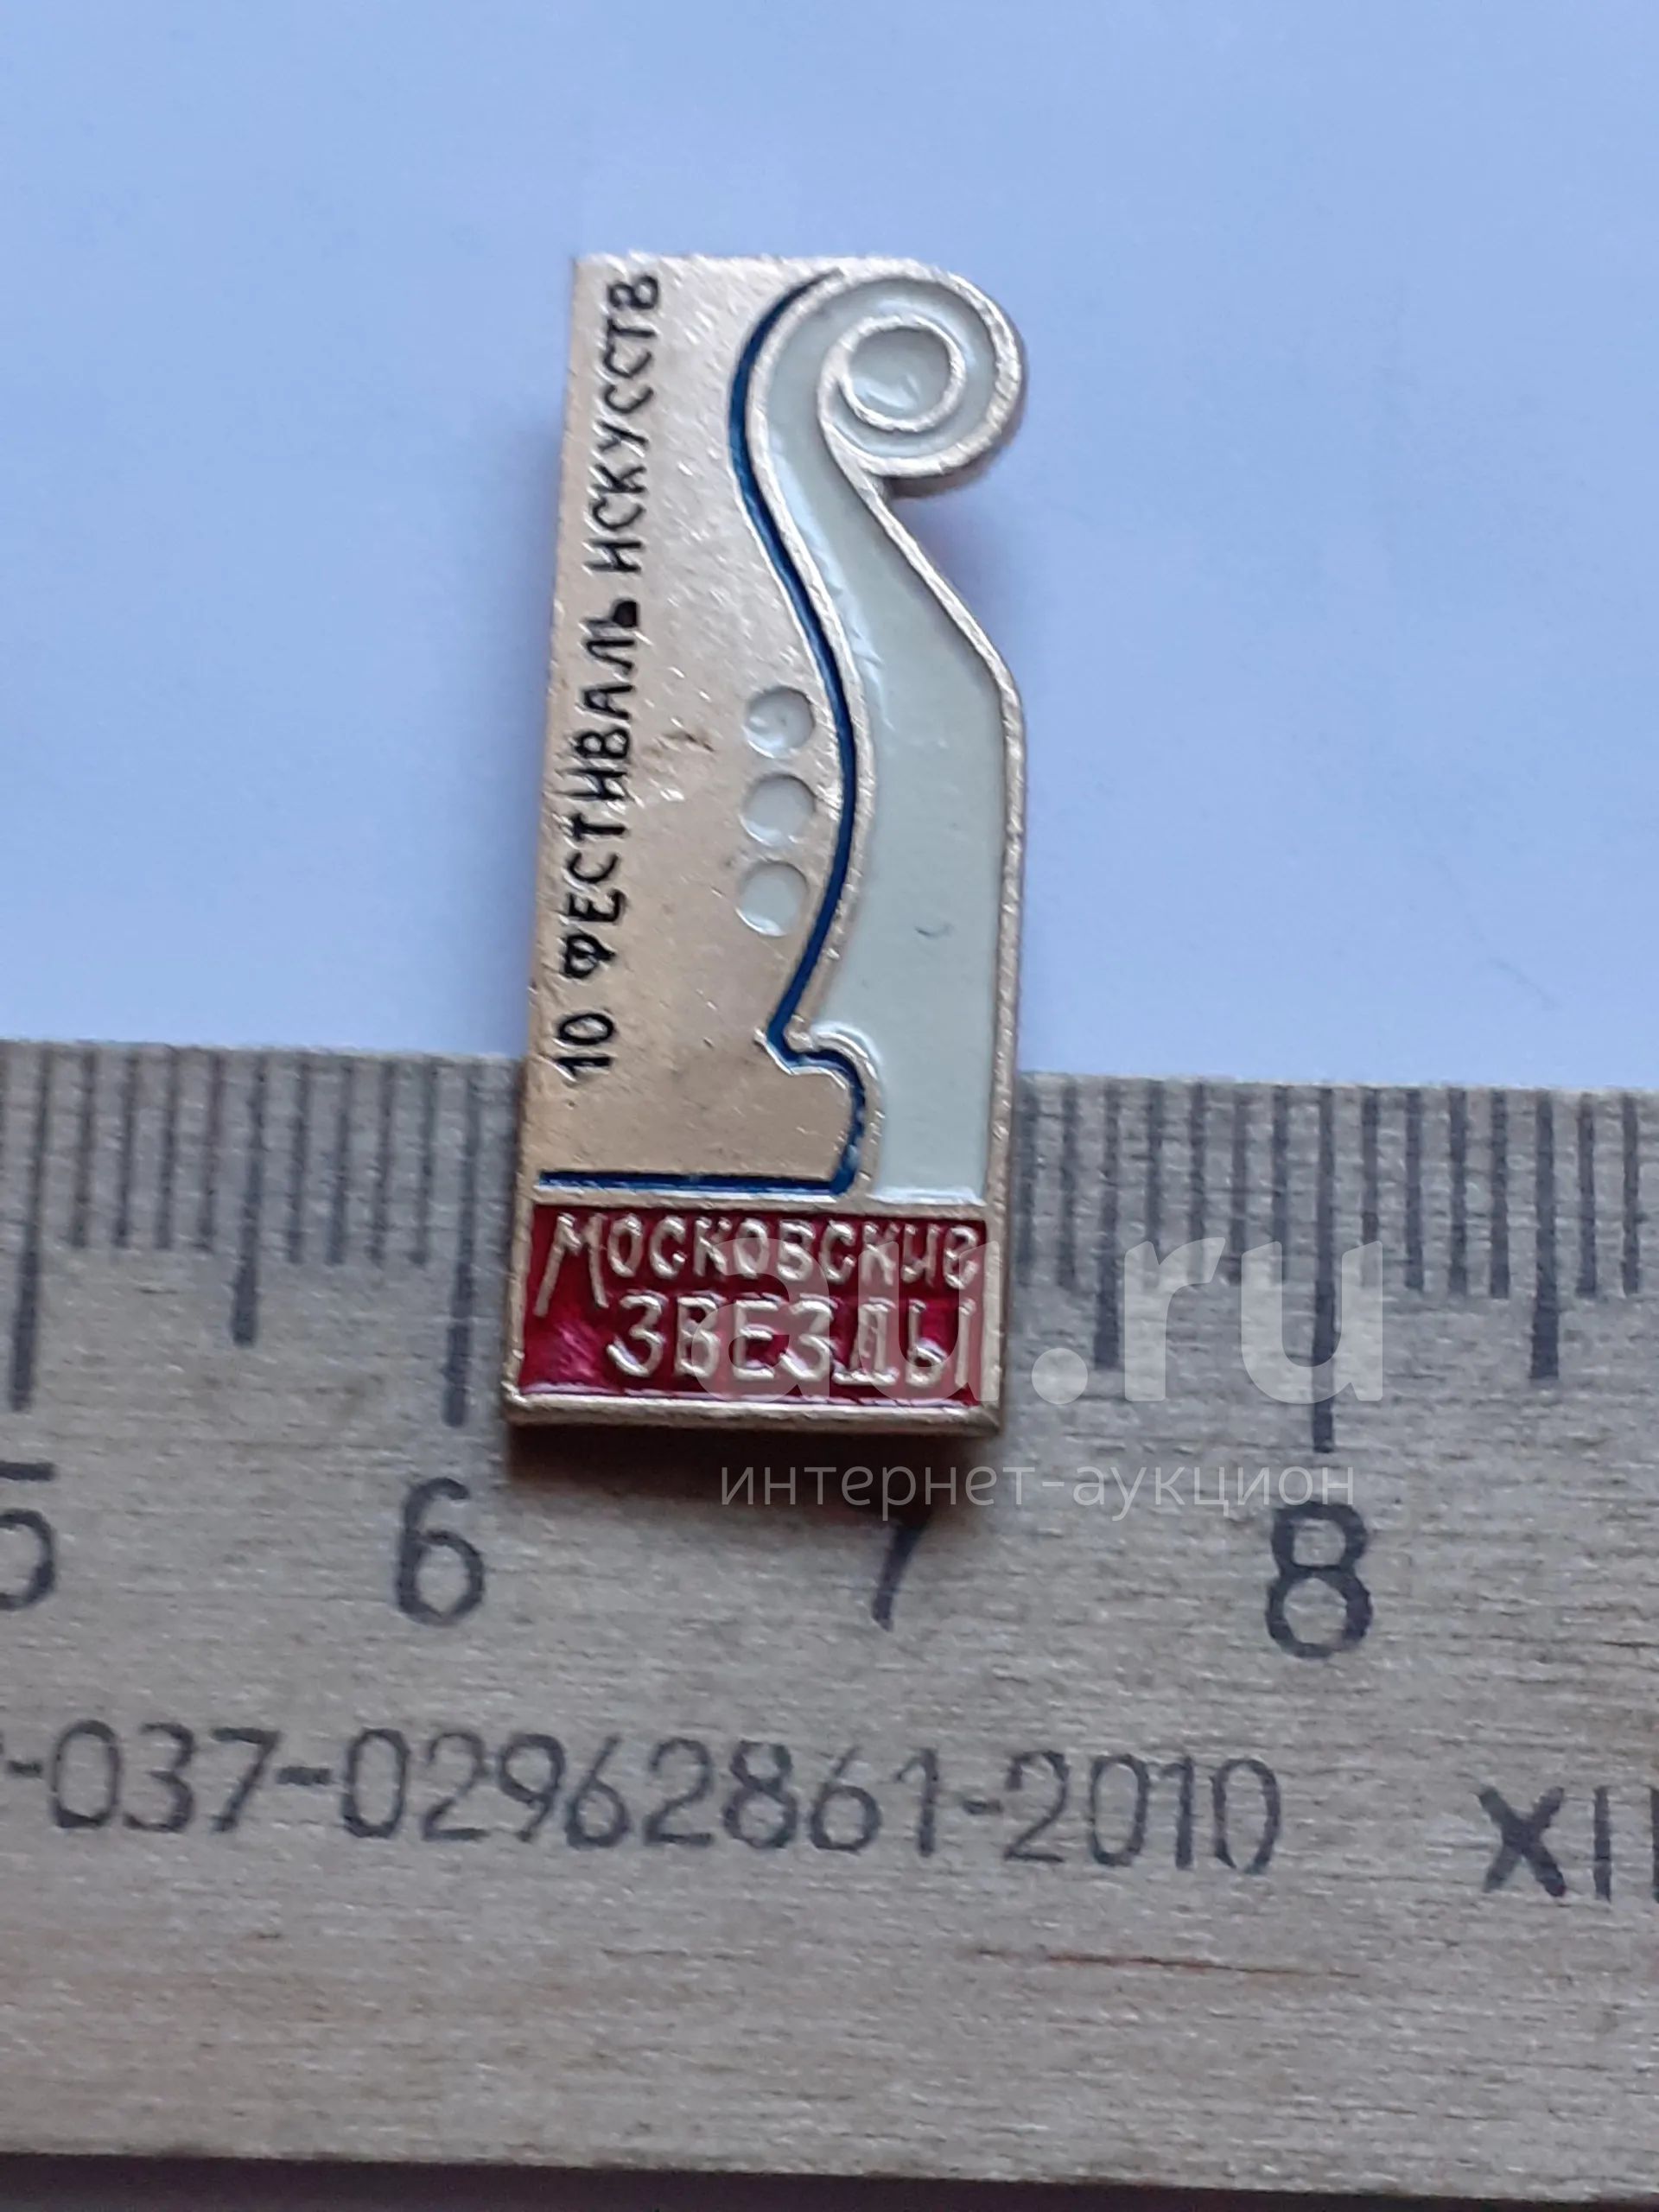 10 ФЕСТИВАЛЬ ИСКУССТВ
МОСКОВСКИЕ
ЗВЕЗДЫ
au.ru
интернет-аукцион
5 6 7 8
-037-02962861-2010 XII